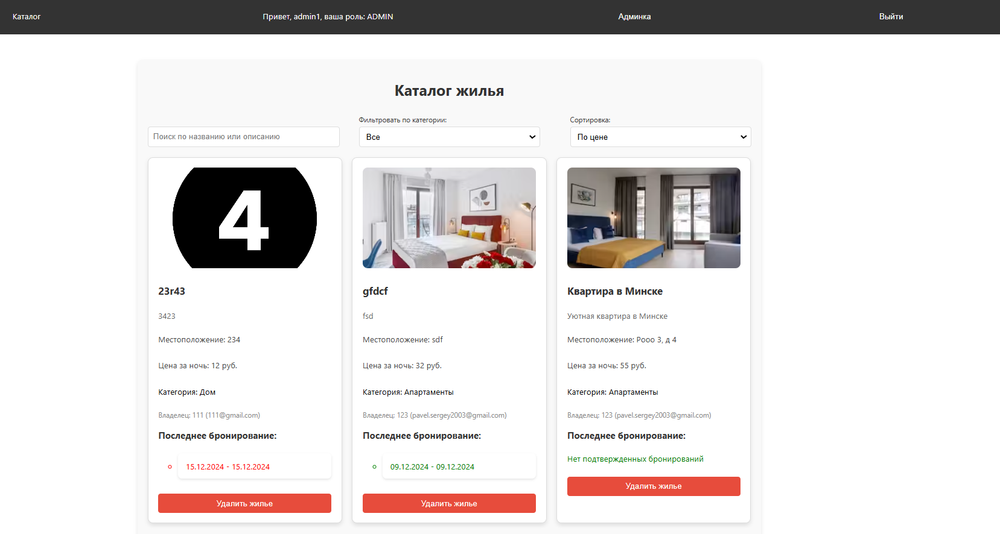 Каталог
Привет, admin1, ваша роль: ADMIN
Админка
Выйти
Каталог жилья
Поиск по названию или описанию
Фильтровать по категории:
Все
Сортировка:
По цене
4
23r43
3423
Местоположение: 234
Цена за ночь: 12 руб.
Категория: Дом
Владелец: 111 (111@gmail.com)
Последнее бронирование:
15.12.2024 - 15.12.2024
Удалить жилье
gfdcf
fsd
Местоположение: sdf
Цена за ночь: 32 руб.
Категория: Апартаменты
Владелец: 123 (pavel.sergey2003@gmail.com)
Последнее бронирование:
09.12.2024 - 09.12.2024
Удалить жилье
Квартира в Минске
Уютная квартира в Минске
Местоположение: Рооо 3, д 4
Цена за ночь: 55 руб.
Категория: Апартаменты
Владелец: 123 (pavel.sergey2003@gmail.com)
Последнее бронирование:
Нет подтвержденных бронирований
Удалить жилье